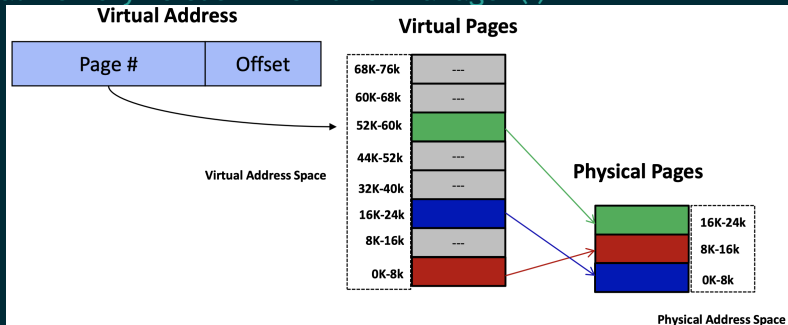 Virtual Address
Page #
Offset
Virtual Address Space
Virtual Pages
68K-76k
---
60K-68k
---
52K-60k
44K-52k
---
32K-40k
---
16K-24k
8K-16k
---
0K-8k
Physical Pages
16K-24k
8K-16k
0K-8k
Physical Address Space